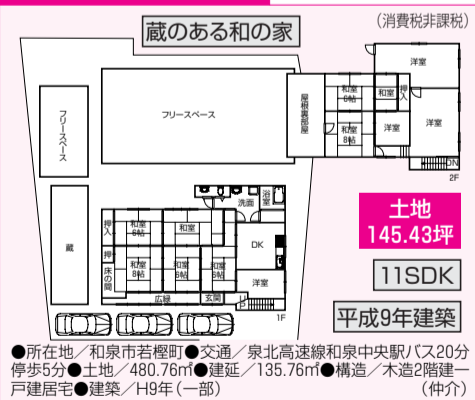 蔵のある和の家
(消費税非課税)
フリースペース
フリースペース
蔵
屋根裏部屋
和室
6帖
和室
8帖
和室
押入
洋室
洋室
洋室
DN
2F
押入
和室
6帖
和室
押
床の間
和室
8帖
和室
6帖
和室
6帖
広縁
玄関
洗面
浴室
DK
洋室
UP
1F
土地
145.43坪
11SDK
平成9年建築
●所在地／和泉市若樫町●交通／泉北高速線和泉中央駅バス20分
停歩5分●土地／480.76㎡●建延／135.76㎡●構造／木造2階建一
戸建居宅●建築／H9年(一部)
(仲介)